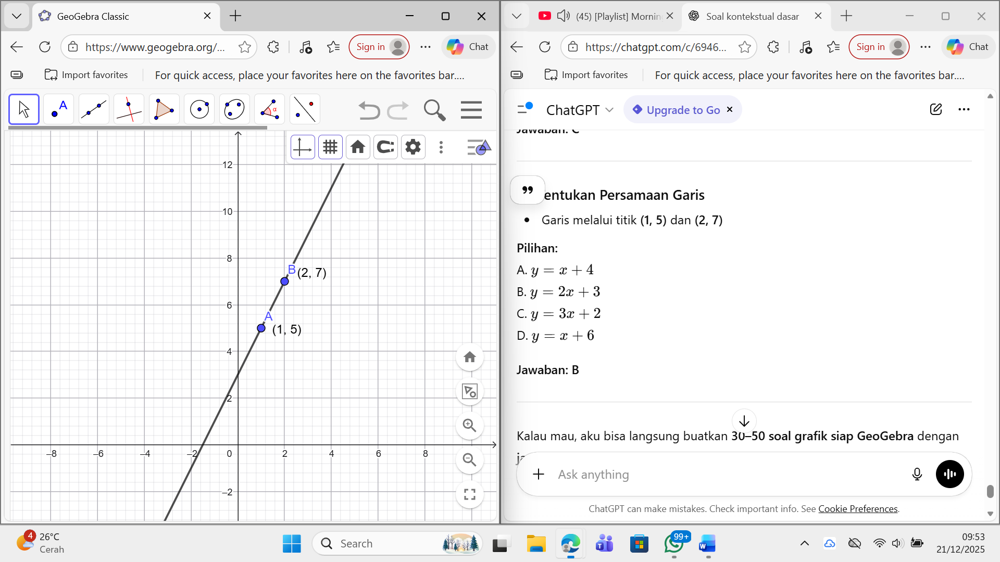 GeoGebra Classic
https://www.geogebra.org/...
Sign in
Chat
Import favorites
For quick access, place your favorites here on the favorites bar....
A
α
12
10
8
6
4
2
–2
–8
–6
–4
–2
0
2
4
6
8
B
(2, 7)
A
(1, 5)
(45) [Playlist] Mornin
Soal kontekstual dasar
https://chatgpt.com/c/6946...
Sign in
Chat
Import favorites
For quick access, place your favorites here on the favorites bar....
ChatGPT
Upgrade to Go
Jawaban: C
entukan Persamaan Garis
• Garis melalui titik (1, 5) dan (2, 7)
Pilihan:
A. y = x + 4
B. y = 2x + 3
C. y = 3x + 2
D. y = x + 6
Jawaban: B
Kalau mau, aku bisa langsung buatkan 30–50 soal grafik siap GeoGebra dengan
Ask anything
ChatGPT can make mistakes. Check important info. See Cookie Preferences.
4
26°C
Cerah
Search
T
99+
W
09:53
21/12/2025